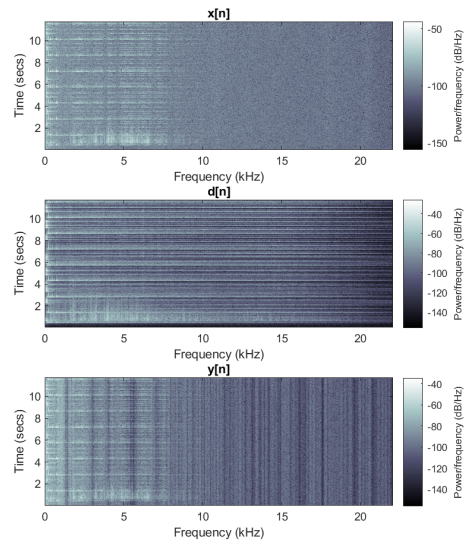 x[n]
10
8
6
4
2
Time (secs)
0 5 10 15 20
Frequency (kHz)
-50
-100
-150
Power/frequency (dB/Hz)
d[n]
10
8
6
4
2
Time (secs)
0 5 10 15 20
Frequency (kHz)
-40
-60
-80
-100
-120
-140
Power/frequency (dB/Hz)
y[n]
10
8
6
4
2
Time (secs)
0 5 10 15 20
Frequency (kHz)
-40
-60
-80
-100
-120
-140
Power/frequency (dB/Hz)